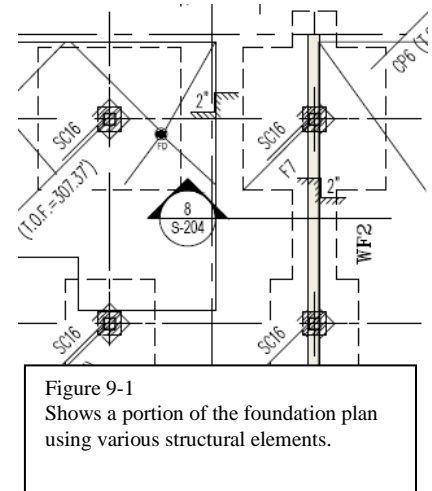 CP6 (T.
2"
SC16
SC16
FD
F7
2"
(T.O.F.=307.37')
8
S-204
WF2
SC16
SC16
Figure 9-1
Shows a portion of the foundation plan
using various structural elements.